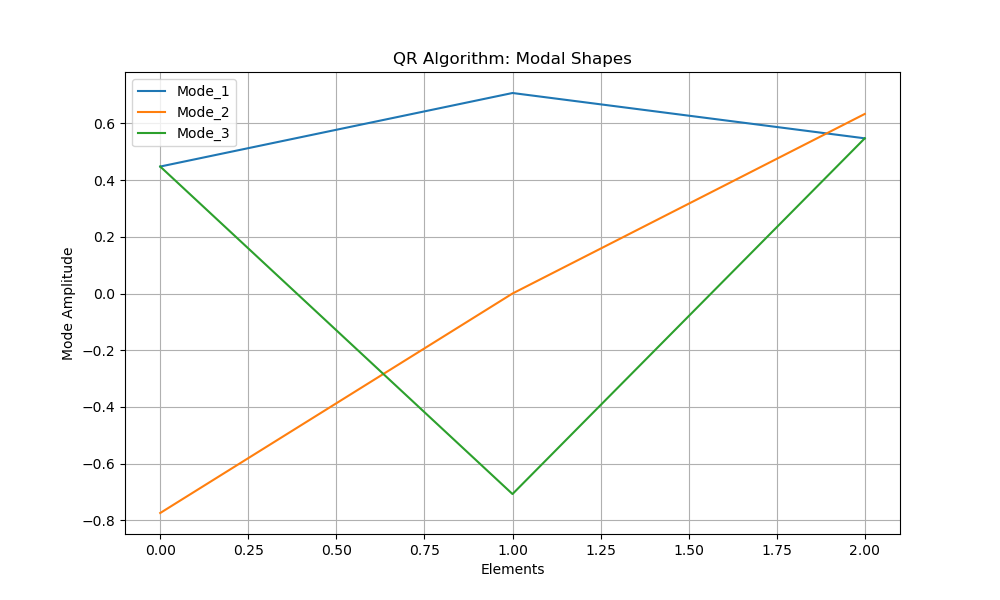 QR Algorithm: Modal Shapes
Mode_1
Mode_2
Mode_3
0.6
0.4
0.2
0.0
−0.2
−0.4
−0.6
−0.8
Mode Amplitude
0.00 0.25 0.50 0.75 1.00 1.25 1.50 1.75 2.00
Elements